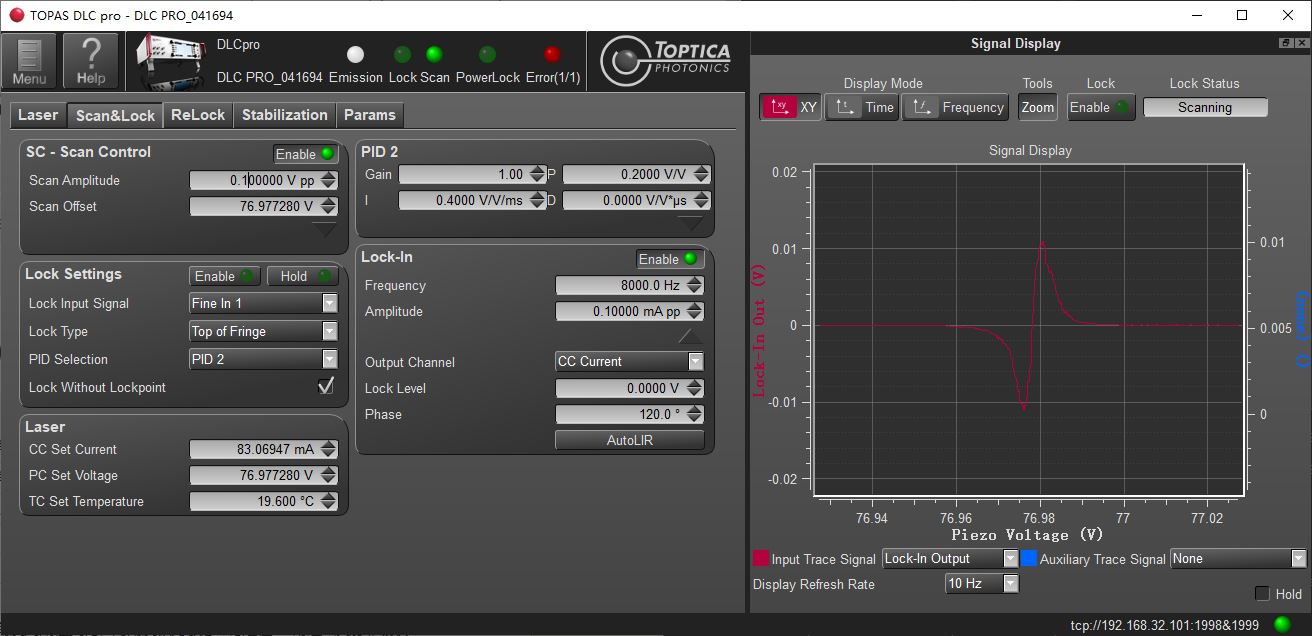 TOPAS DLC pro - DLC PRO_041694
Menu
Help
DLCpro
DLC PRO_041694 Emission Lock Scan PowerLock Error(1/1)
TOPTICA
PHOTONICS
Laser Scan&Lock ReLock Stabilization Params
SC - Scan Control Enable
Scan Amplitude 0.100000 V pp
Scan Offset 76.977280 V
Lock Settings
Enable Hold
Lock Input Signal Fine In 1
Lock Type Top of Fringe
PID Selection PID 2
Lock Without Lockpoint
Laser
CC Set Current 83.06947 mA
PC Set Voltage 76.977280 V
TC Set Temperature 19.600 °C
PID 2
Gain 1.00 P 0.2000 V/V
I 0.4000 V/V/ms D 0.0000 V/V*µs
Lock-In Enable
Frequency 8000.0 Hz
Amplitude 0.10000 mA pp
Output Channel CC Current
Lock Level 0.0000 V
Phase 120.0 °
AutoLIR
Signal Display
Display Mode Tools Lock Lock Status
xy XY t Time f Frequency Zoom Enable Scanning
Signal Display
0.02
0.01
0
-0.01
-0.02
Lock-In Out (V)
0.01
0.005
0
76.94 76.96 76.98 77 77.02
Piezo Voltage (V)
Input Trace Signal Lock-In Output Auxiliary Trace Signal None
Display Refresh Rate 10 Hz
Hold
tcp://192.168.32.101:1998&1999